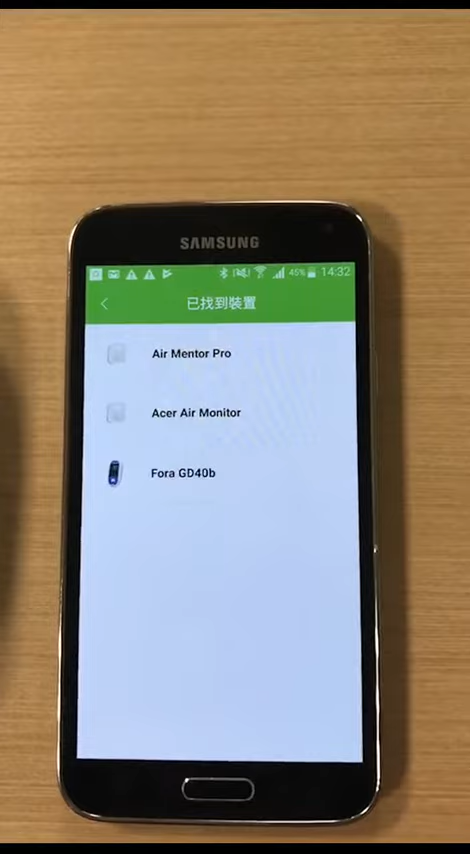 SAMSUNG
45% 14:32
已找到裝置
Air Mentor Pro
Acer Air Monitor
Fora GD40b